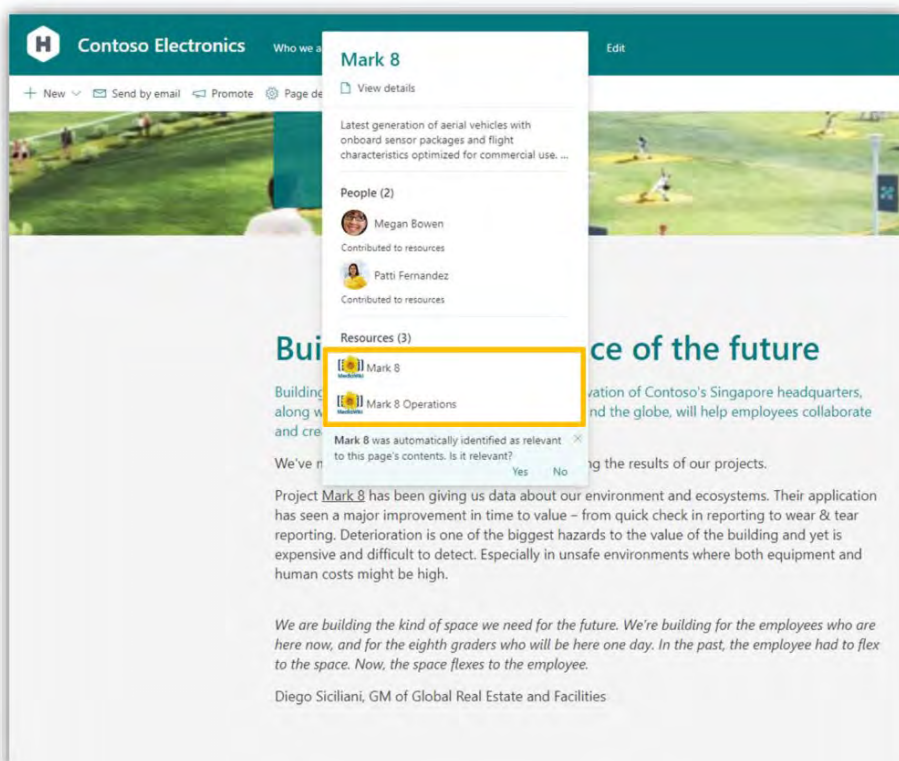 H
Contoso Electronics
Who we a
Edit
New
Send by email
Promote
Page de
Mark 8
View details
Latest generation of aerial vehicles with
onboard sensor packages and flight
characteristics optimized for commercial use. ...
People (2)
Megan Bowen
Contributed to resources
Patti Fernandez
Contributed to resources
Resources (3)
Mark 8
Mark 8 Operations
Mark 8 was automatically identified as relevant
to this page's contents. Is it relevant?
Yes No
Bui ce of the future
Building vation of Contoso's Singapore headquarters,
along w nd the globe, will help employees collaborate
and cre
We've n g the results of our projects.
Project Mark 8 has been giving us data about our environment and ecosystems. Their application
has seen a major improvement in time to value – from quick check in reporting to wear & tear
reporting. Deterioration is one of the biggest hazards to the value of the building and yet is
expensive and difficult to detect. Especially in unsafe environments where both equipment and
human costs might be high.
We are building the kind of space we need for the future. We're building for the employees who are
here now, and for the eighth graders who will be here one day. In the past, the employee had to flex
to the space. Now, the space flexes to the employee.
Diego Siciliani, GM of Global Real Estate and Facilities